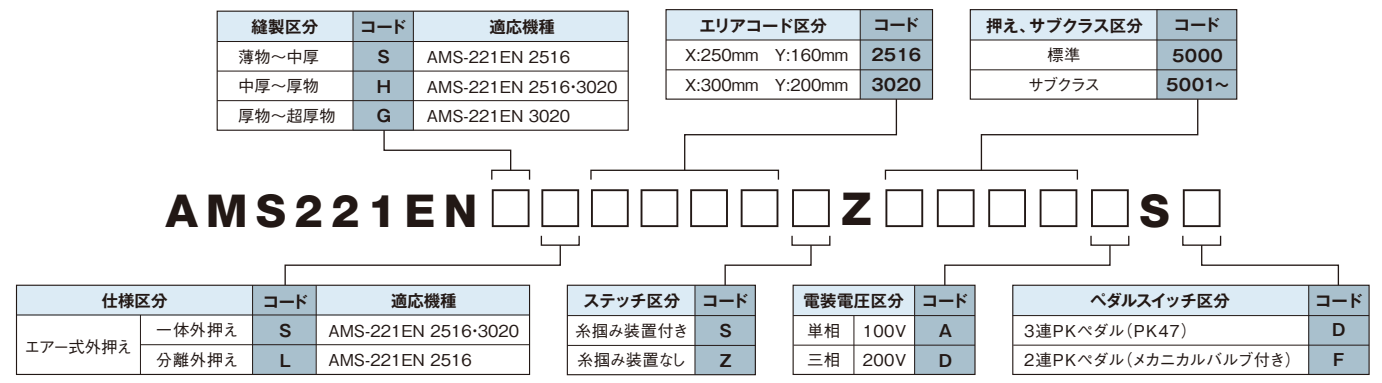 縫製区分 コード 適応機種
薄物～中厚 S AMS-221EN 2516
中厚～厚物 H AMS-221EN 2516･3020
厚物～超厚物 G AMS-221EN 3020
エリアコード区分 コード
X:250mm Y:160mm 2516
X:300mm Y:200mm 3020
押え、サブクラス区分 コード
標準 5000
サブクラス 5001～
AMS221EN□□□□□□□Z□□□□□S□
仕様区分 コード 適応機種
エアー式外押え 一体外押え S AMS-221EN 2516･3020
分離外押え L AMS-221EN 2516
ステッチ区分 コード
糸掴み装置付き S
糸掴み装置なし Z
電装電圧区分 コード
単相 100V A
三相 200V D
ペダルスイッチ区分 コード
3連PKペダル（PK47） D
2連PKペダル（メカニカルバルブ付き） F